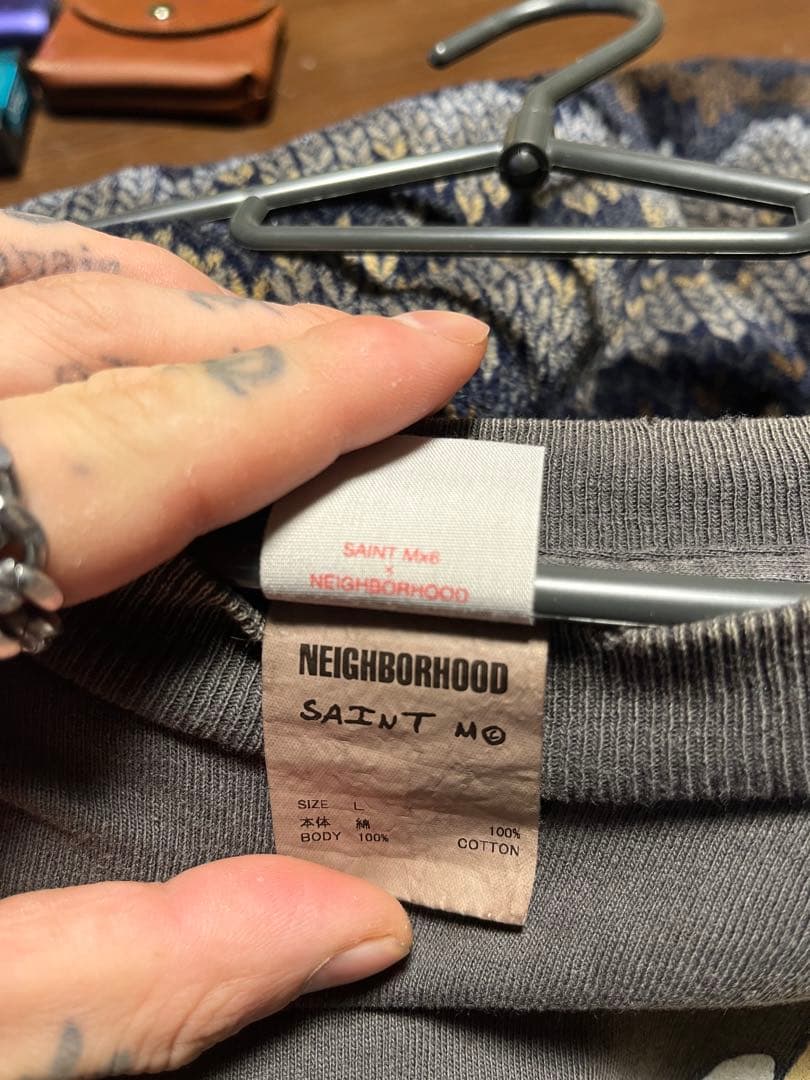 SAINT Mx6
×
NEIGHBORHOOD
NEIGHBORHOOD
SAINT M©
SIZE L
本体 綿
BODY 100%
100%
COTTON